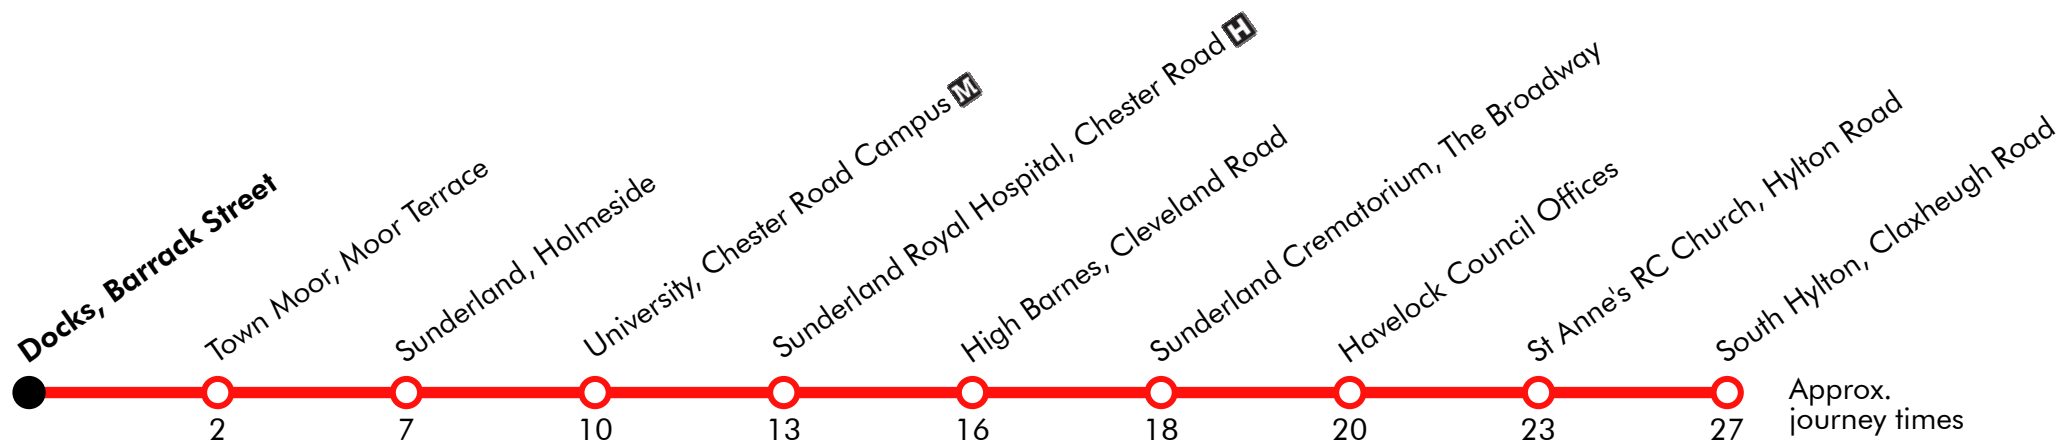 Docks, Barrack Street
Town Moor, Moor Terrace
Sunderland, Holmeside
University, Chester Road Campus M
Sunderland Royal Hospital, Chester Road H
High Barnes, Cleveland Road
Sunderland Crematorium, The Broadway
Havelock Council Offices
St Anne's RC Church, Hylton Road
South Hylton, Claxheugh Road
2 7 10 13 16 18 20 23 27
Approx.
journey times